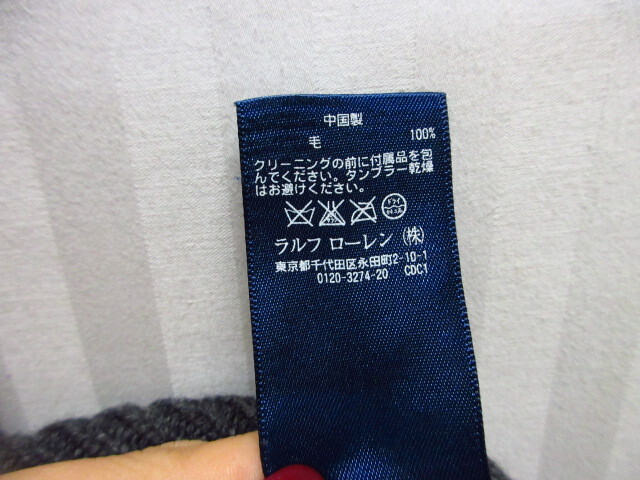 中国製
毛 100%
クリーニングの前に付属品を包
んでください。タンブラー乾燥
はお避けください。
ドライ
ラルフ ローレン (株)
東京都千代田区永田町2-10-1
0120-3274-20 CDC1